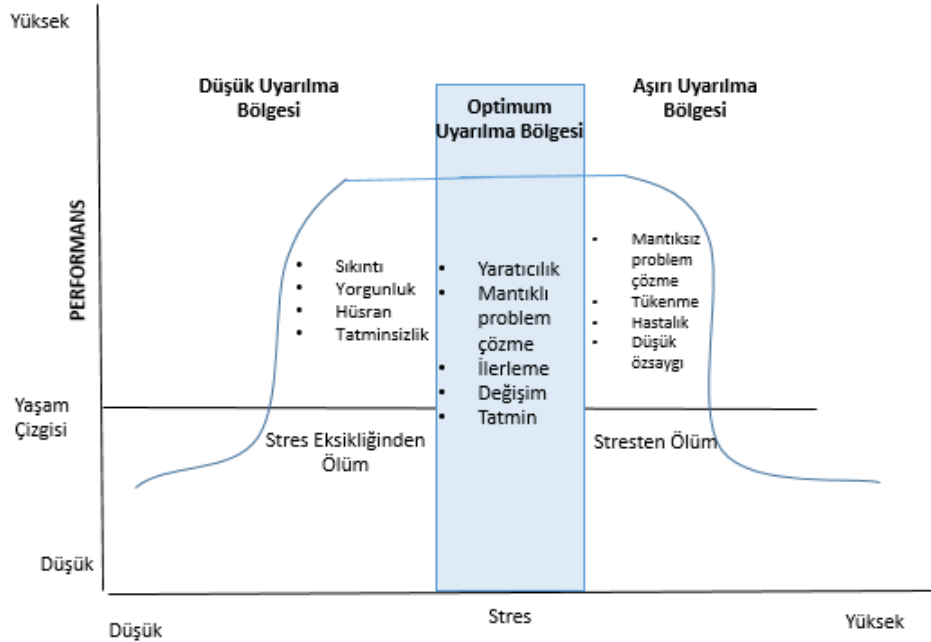 Yüksek
Düşük Uyarılma
Bölgesi
Optimum
Uyarılma Bölgesi
Aşırı Uyarılma
Bölgesi
PERFORMANS
• Sıkıntı
• Yorgunluk
• Hüsran
• Tatminsizlik
• Yaratıcılık
• Mantıklı
problem
çözme
• İlerleme
• Değişim
• Tatmin
• Mantıksız
problem
çözme
• Tükenme
• Hastalık
• Düşük
özsaygı
Yaşam
Çizgisi
Stres Eksikliğinden
Ölüm
Stresten Ölüm
Düşük
Düşük
Stres
Yüksek